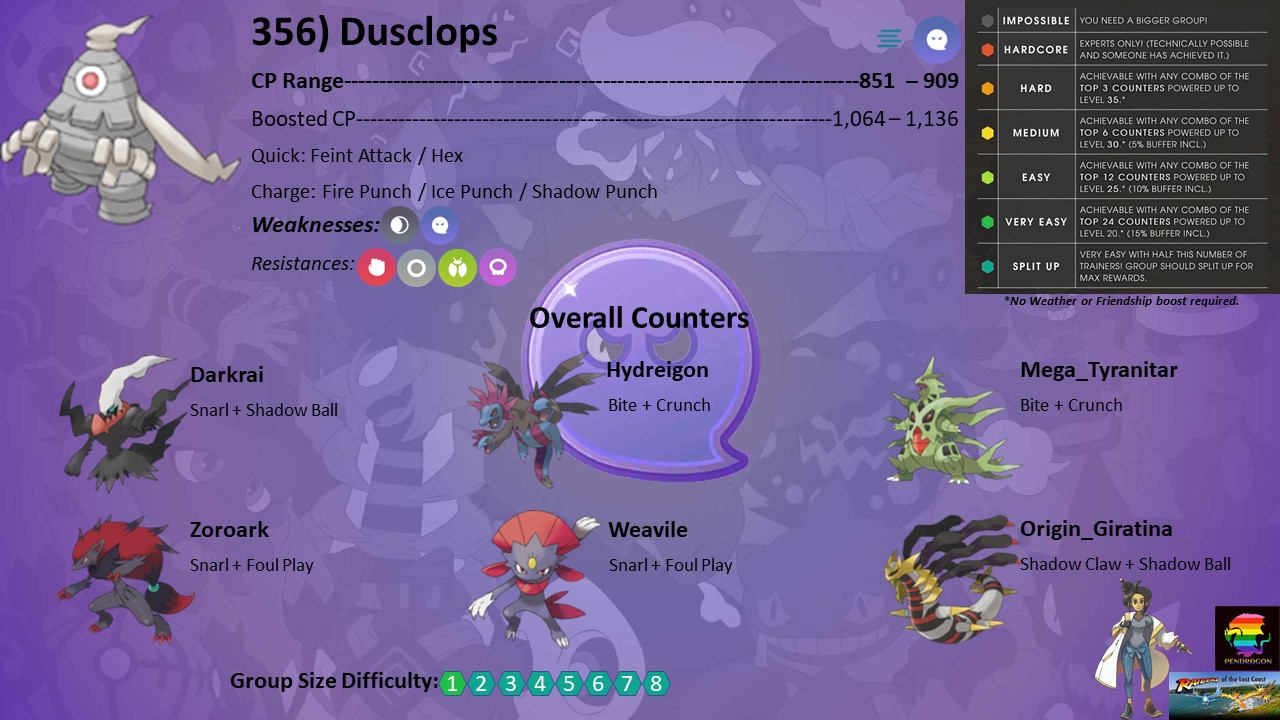 356) Dusclops
CP Range--------------------------------------------------------------------------851 – 909
Boosted CP--------------------------------------------------------------------1,064 – 1,136
Quick: Feint Attack / Hex
Charge: Fire Punch / Ice Punch / Shadow Punch
Weaknesses:
Resistances:
IMPOSSIBLE YOU NEED A BIGGER GROUP!
HARDCORE EXPERTS ONLY! (TECHNICALLY POSSIBLE
AND SOMEONE HAS ACHIEVED IT.)
HARD ACHIEVABLE WITH ANY COMBO OF THE
TOP 3 COUNTERS POWERED UP TO
LEVEL 35.*
MEDIUM ACHIEVABLE WITH ANY COMBO OF THE
TOP 6 COUNTERS POWERED UP TO
LEVEL 30.* (5% BUFFER INCL.)
EASY ACHIEVABLE WITH ANY COMBO OF THE
TOP 12 COUNTERS POWERED UP TO
LEVEL 25.* (10% BUFFER INCL.)
VERY EASY ACHIEVABLE WITH ANY COMBO OF THE
TOP 24 COUNTERS POWERED UP TO
LEVEL 20.* (15% BUFFER INCL.)
SPLIT UP VERY EASY WITH HALF THIS NUMBER OF
TRAINERS! GROUP SHOULD SPLIT UP FOR
MAX REWARDS.
*No Weather or Friendship boost required.
Overall Counters
Darkrai
Snarl + Shadow Ball
Hydreigon
Bite + Crunch
Mega_Tyranitar
Bite + Crunch
Zoroark
Snarl + Foul Play
Weavile
Snarl + Foul Play
Origin_Giratina
Shadow Claw + Shadow Ball
Group Size Difficulty: 1 2 3 4 5 6 7 8
PENDROGON
RAIDERS of the Lost Coast